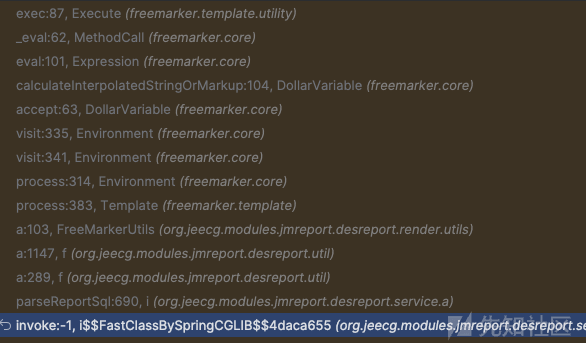 exec:87, Execute (freemarker.template.utility)
_eval:62, MethodCall (freemarker.core)
eval:101, Expression (freemarker.core)
calculateInterpolatedStringOrMarkup:104, DollarVariable (freemarker.core)
accept:63, DollarVariable (freemarker.core)
visit:335, Environment (freemarker.core)
visit:341, Environment (freemarker.core)
process:314, Environment (freemarker.core)
process:383, Template (freemarker.template)
a:103, FreeMarkerUtils (org.jeecg.modules.jmreport.desreport.render.utils)
a:1147, f (org.jeecg.modules.jmreport.desreport.util)
a:289, f (org.jeecg.modules.jmreport.desreport.util)
parseReportSql:690, i (org.jeecg.modules.jmreport.desreport.service.a)
invoke:-1, i$$FastClassBySpringCGLIB$$4daca655 (org.jeecg.modules.jmreport.desreport.se
先知社区